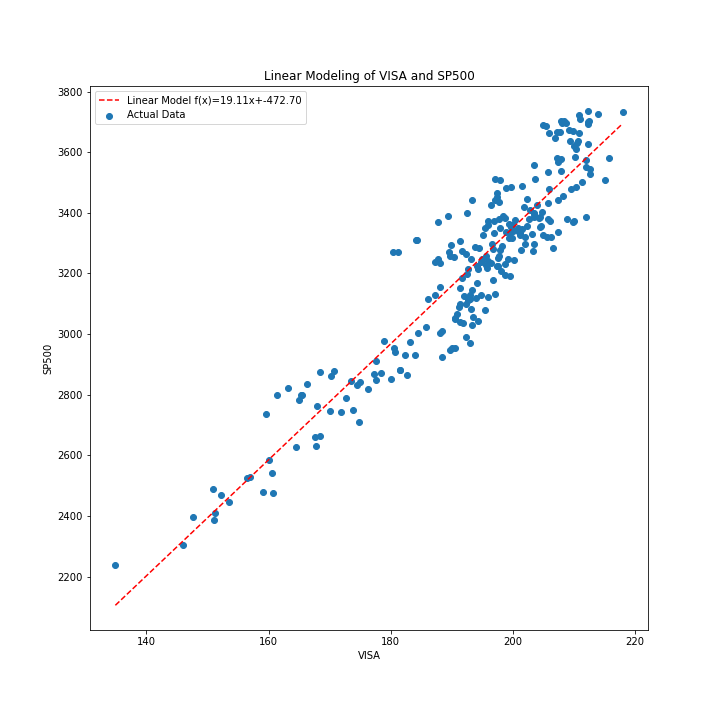 Linear Modeling of VISA and SP500
Linear Model f(x)=19.11x+-472.70
Actual Data
3800
3600
3400
3200
3000
2800
2600
2400
2200
SP500
140
160
180
200
220
VISA